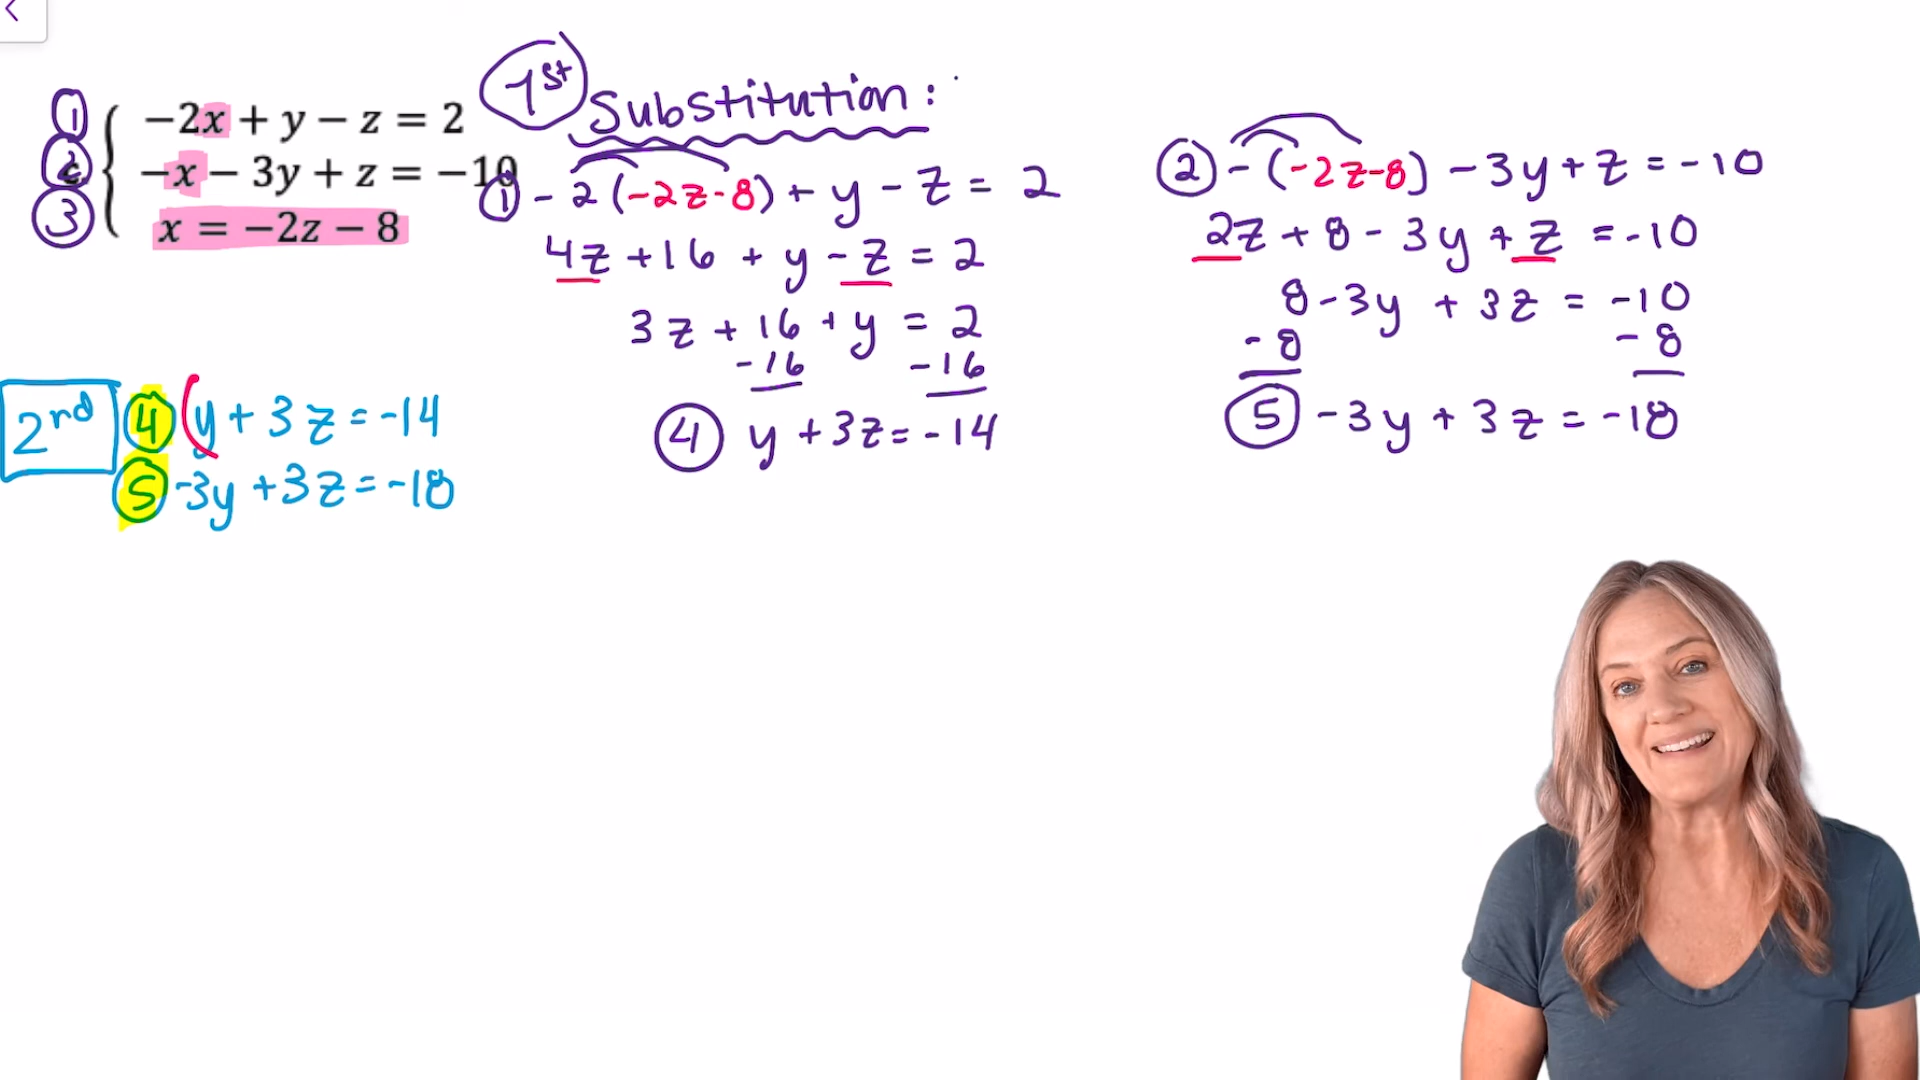 1st Substitution:
① −2x + y − z = 2
② −x − 3y + z = −10
③ x = −2z − 8
① -2(-2z-8) + y - z = 2
4z + 16 + y - z = 2
3z + 16 + y = 2
-16 -16
④ y + 3z = -14
② -(-2z-8) - 3y + z = -10
2z + 8 - 3y + z = -10
8 - 3y + 3z = -10
-8 -8
⑤ -3y + 3z = -18
2nd ④ (y + 3z = -14
⑤ -3y + 3z = -18